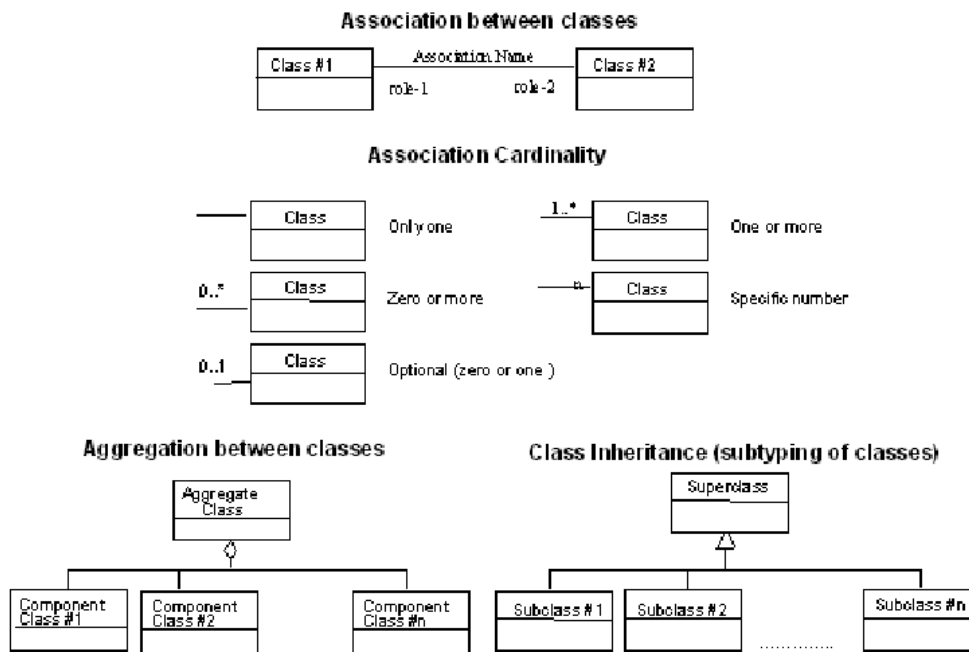 Association between classes
Class #1
Association Name
Class #2
role-1
role-2
Association Cardinality
Class
Only one
1..*
Class
One or more
0..*
Class
Zero or more
n
Class
Specific number
0..1
Class
Optional (zero or one )
Aggregation between classes
Class Inheritance (subtyping of classes)
Aggregate
Class
Superclass
Component
Class #1
Component
Class #2
Component
Class #n
Subclass #1
Subclass #2
..............
Subclass #n